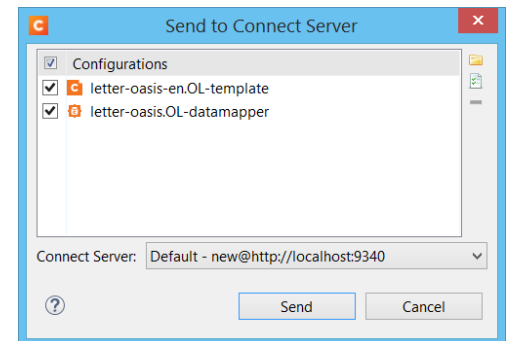 Send to Connect Server
Configurations
letter-oasis-en.OL-template
letter-oasis.OL-datamapper
Connect Server: Default - new@http://localhost:9340
Send Cancel